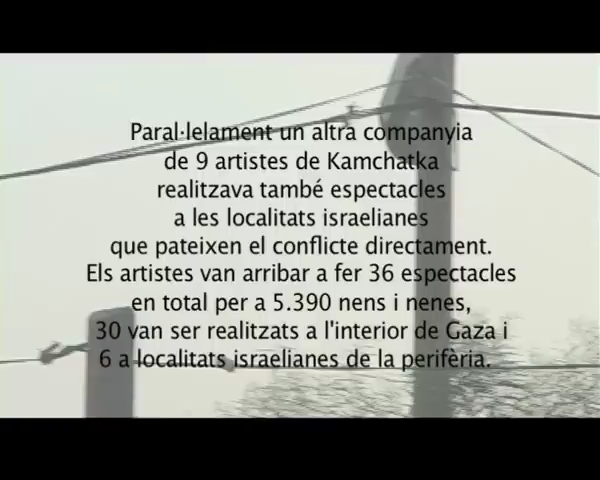 Paral·lelament un altra companyia
de 9 artistes de Kamchatka
realitzava també espectacles
a les localitats israelianes
que pateixen el conflicte directament.
Els artistes van arribar a fer 36 espectacles
en total per a 5.390 nens i nenes,
30 van ser realitzats a l'interior de Gaza i
6 a localitats israelianes de la perifèria.